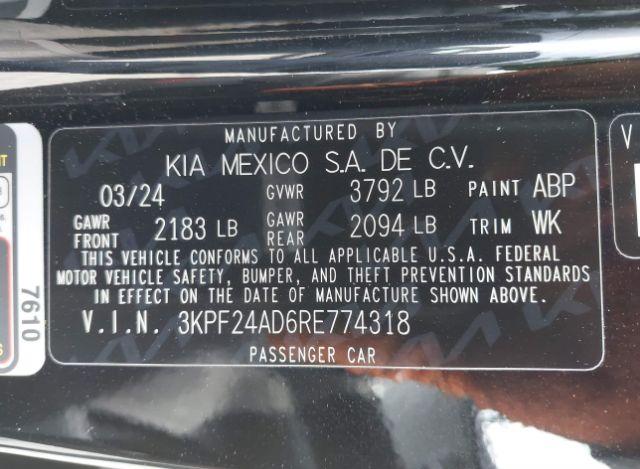 MANUFACTURED BY
KIA MEXICO S.A. DE C.V.
03/24 GVWR 3792 LB PAINT ABP
GAWR FRONT 2183 LB GAWR REAR 2094 LB TRIM WK
THIS VEHICLE CONFORMS TO ALL APPLICABLE U.S.A. FEDERAL
MOTOR VEHICLE SAFETY, BUMPER, AND THEFT PREVENTION STANDARDS
IN EFFECT ON THE DATE OF MANUFACTURE SHOWN ABOVE.
V.I.N. 3KPF24AD6RE774318
PASSENGER CAR
7610
V